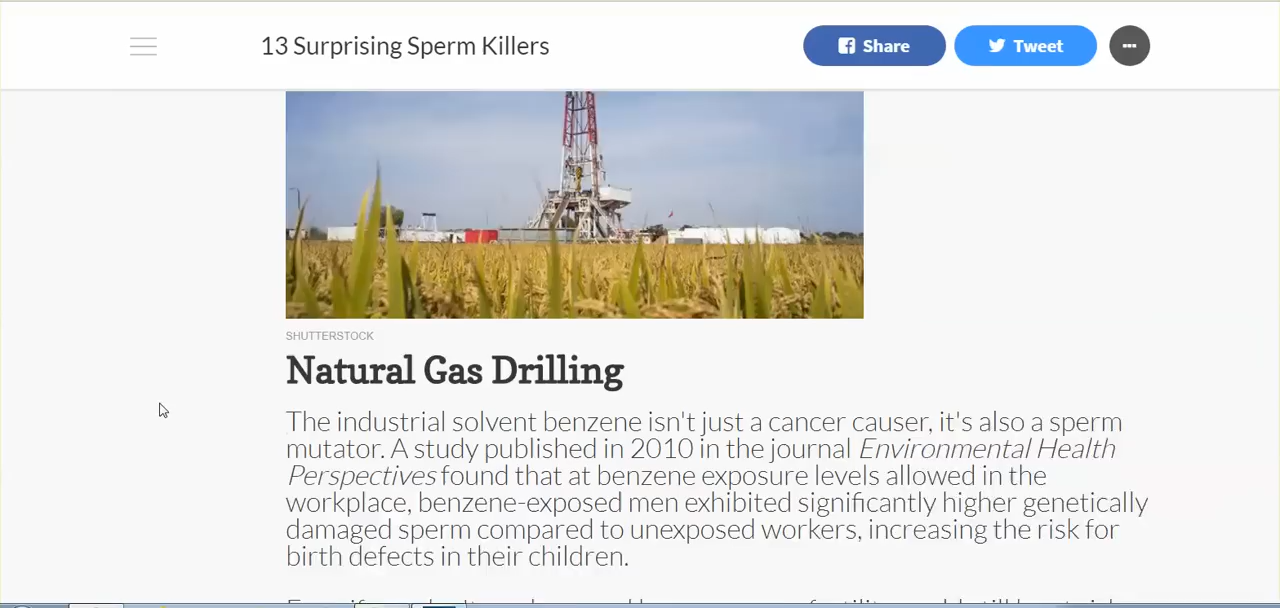 13 Surprising Sperm Killers
Share
Tweet
SHUTTERSTOCK
Natural Gas Drilling
The industrial solvent benzene isn't just a cancer causer, it's also a sperm
mutator. A study published in 2010 in the journal Environmental Health
Perspectives found that at benzene exposure levels allowed in the
workplace, benzene-exposed men exhibited significantly higher genetically
damaged sperm compared to unexposed workers, increasing the risk for
birth defects in their children.